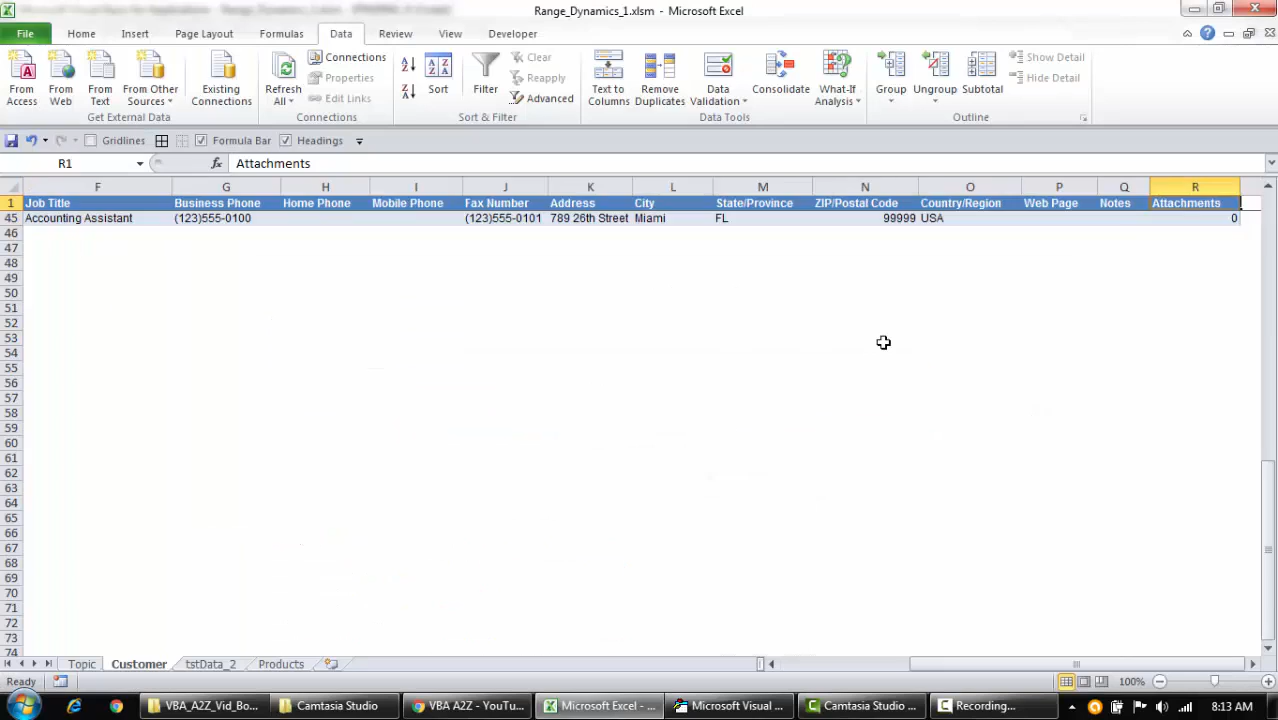 Range_Dynamics_1.xlsm - Microsoft Excel
File Home Insert Page Layout Formulas Data Review View Developer
From Access
From Web
From Text
From Other Sources
Existing Connections
Get External Data
Refresh All
Connections
Properties
Edit Links
Connections
Sort
Filter
Clear
Reapply
Advanced
Sort & Filter
Text to Columns
Remove Duplicates
Data Validation
Consolidate
What-If Analysis
Data Tools
Group
Ungroup
Subtotal
Show Detail
Hide Detail
Outline
Gridlines Formula Bar Headings
R1 fx Attachments
F G H I J K L M N O P Q R
1 Job Title Business Phone Home Phone Mobile Phone Fax Number Address City State/Province ZIP/Postal Code Country/Region Web Page Notes Attachments
45 Accounting Assistant (123)555-0100 (123)555-0101 789 26th Street Miami FL 99999 USA 0
46
47
48
49
50
51
52
53
54
55
56
57
58
59
60
61
62
63
64
65
66
67
68
69
70
71
72
73
74
Topic Customer tstData_2 Products
Ready 100%
VBA_A2Z_Vid_Bo... Camtasia Studio VBA A2Z - YouTu... Microsoft Excel - ... Microsoft Visual ... Camtasia Studio ... Recording... 8:13 AM